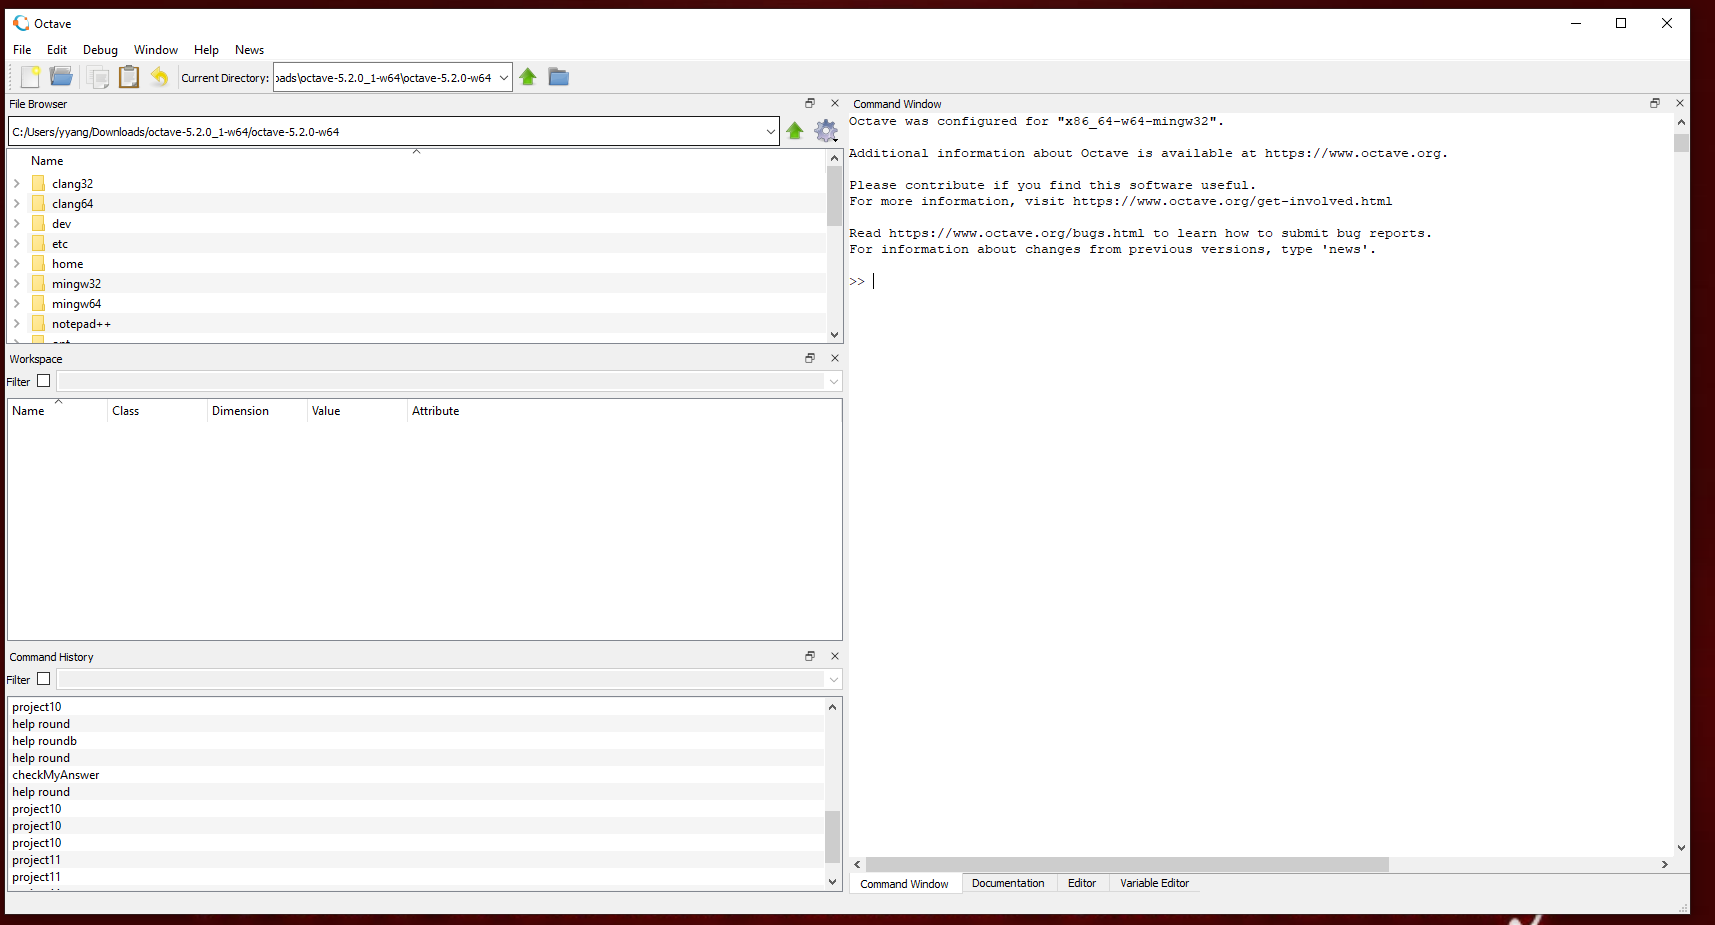 Octave
File Edit Debug Window Help News
Current Directory: oads\octave-5.2.0_1-w64\octave-5.2.0-w64
File Browser
C:/Users/yyang/Downloads/octave-5.2.0_1-w64/octave-5.2.0-w64
Name
clang32
clang64
dev
etc
home
mingw32
mingw64
notepad++
Workspace
Filter
Name Class Dimension Value Attribute
Command History
Filter
project10
help round
help roundb
help round
checkMyAnswer
help round
project10
project10
project10
project11
project11
Command Window
Octave was configured for "x86_64-w64-mingw32".
Additional information about Octave is available at https://www.octave.org.
Please contribute if you find this software useful.
For more information, visit https://www.octave.org/get-involved.html
Read https://www.octave.org/bugs.html to learn how to submit bug reports.
For information about changes from previous versions, type 'news'.
>>
Command Window Documentation Editor Variable Editor